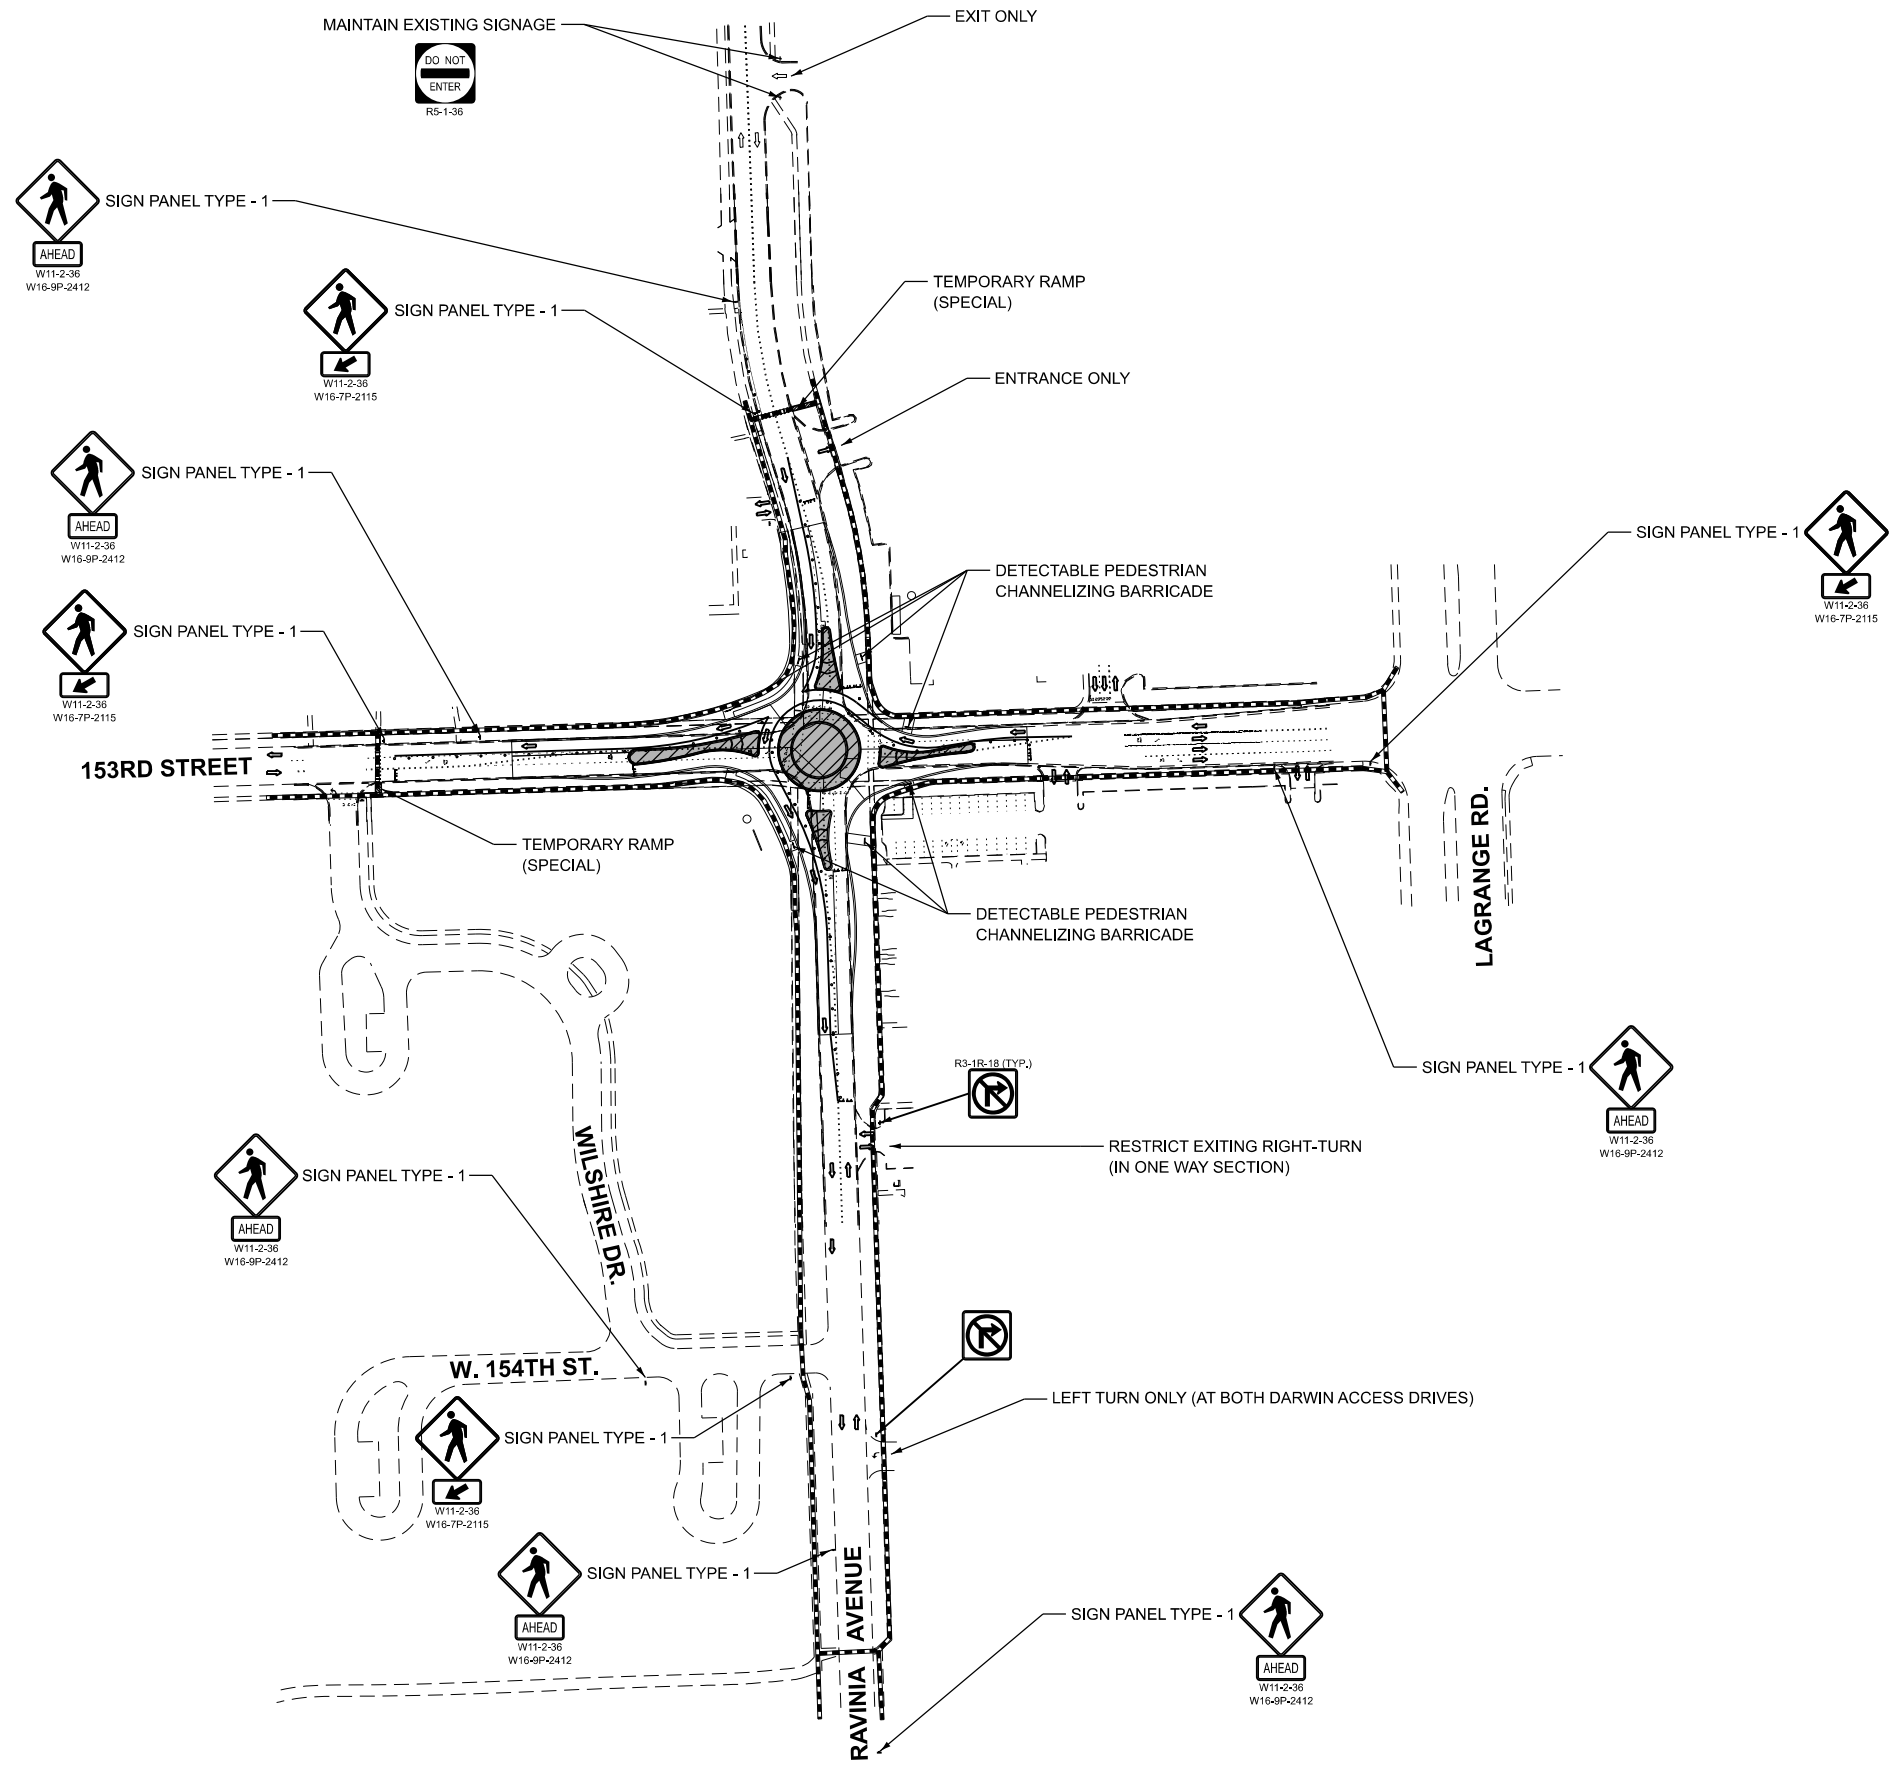 MAINTAIN EXISTING SIGNAGE
EXIT ONLY
DO NOT
ENTER
R5-1-36
SIGN PANEL TYPE - 1
AHEAD
W11-2-36
W16-9P-2412
SIGN PANEL TYPE - 1
W11-2-36
W16-7P-2115
TEMPORARY RAMP
(SPECIAL)
ENTRANCE ONLY
SIGN PANEL TYPE - 1
AHEAD
W11-2-36
W16-9P-2412
SIGN PANEL TYPE - 1
W11-2-36
W16-7P-2115
DETECTABLE PEDESTRIAN
CHANNELIZING BARRICADE
SIGN PANEL TYPE - 1
W11-2-36
W16-7P-2115
153RD STREET
TEMPORARY RAMP
(SPECIAL)
LAGRANGE RD.
DETECTABLE PEDESTRIAN
CHANNELIZING BARRICADE
R3-1R-18 (TYP.)
SIGN PANEL TYPE - 1
AHEAD
W11-2-36
W16-9P-2412
RESTRICT EXITING RIGHT-TURN
(IN ONE WAY SECTION)
SIGN PANEL TYPE - 1
AHEAD
W11-2-36
W16-9P-2412
WILSHIRE DR.
W. 154TH ST.
LEFT TURN ONLY (AT BOTH DARWIN ACCESS DRIVES)
SIGN PANEL TYPE - 1
W11-2-36
W16-7P-2115
SIGN PANEL TYPE - 1
AHEAD
W11-2-36
W16-9P-2412
RAVINIA AVENUE
SIGN PANEL TYPE - 1
AHEAD
W11-2-36
W16-9P-2412